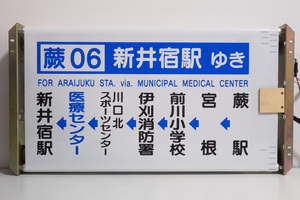 蕨06 新井宿駅 ゆき
FOR ARAIJUKU STA. via. MUNICIPAL MEDICAL CENTER
蕨駅
宮根
前川小学校
伊刈消防署
川口北スポーツセンター
医療センター
新井宿駅